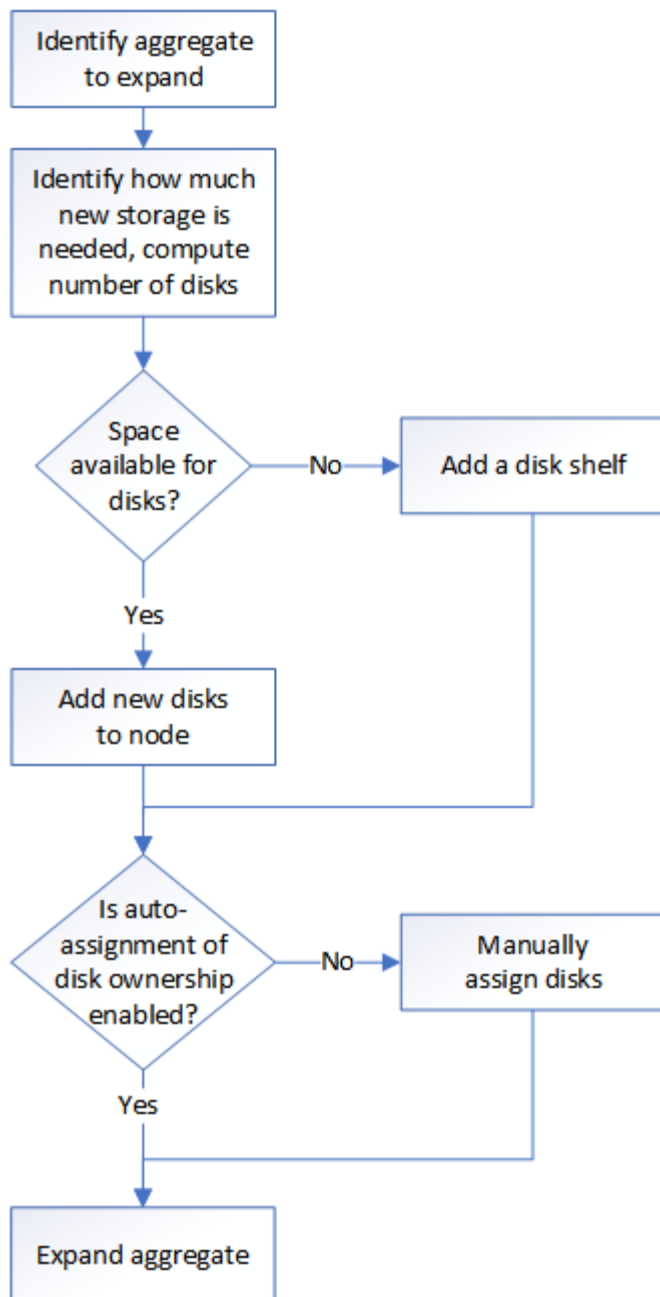 Identify aggregate
to expand
Identify how much
new storage is
needed, compute
number of disks
Space
available for
disks?
No
Add a disk shelf
Yes
Add new disks
to node
Is auto-
assignment of
disk ownership
enabled?
No
Manually
assign disks
Yes
Expand aggregate